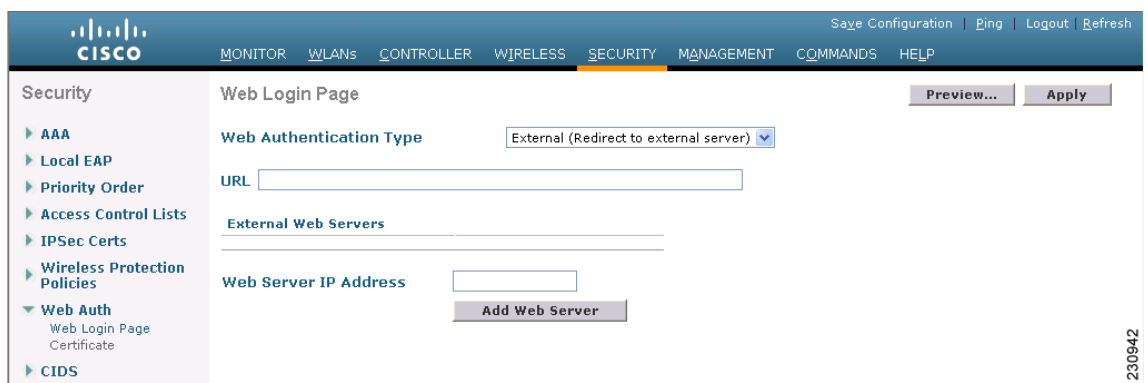 Save Configuration | Ping | Logout | Refresh
CISCO
MONITOR WLANs CONTROLLER WIRELESS SECURITY MANAGEMENT COMMANDS HELP
Security
AAA
Local EAP
Priority Order
Access Control Lists
IPSec Certs
Wireless Protection
Policies
Web Auth
Web Login Page
Certificate
CIDS
Web Login Page
Preview...
Apply
Web Authentication Type
External (Redirect to external server)
URL
External Web Servers
Web Server IP Address
Add Web Server
230942